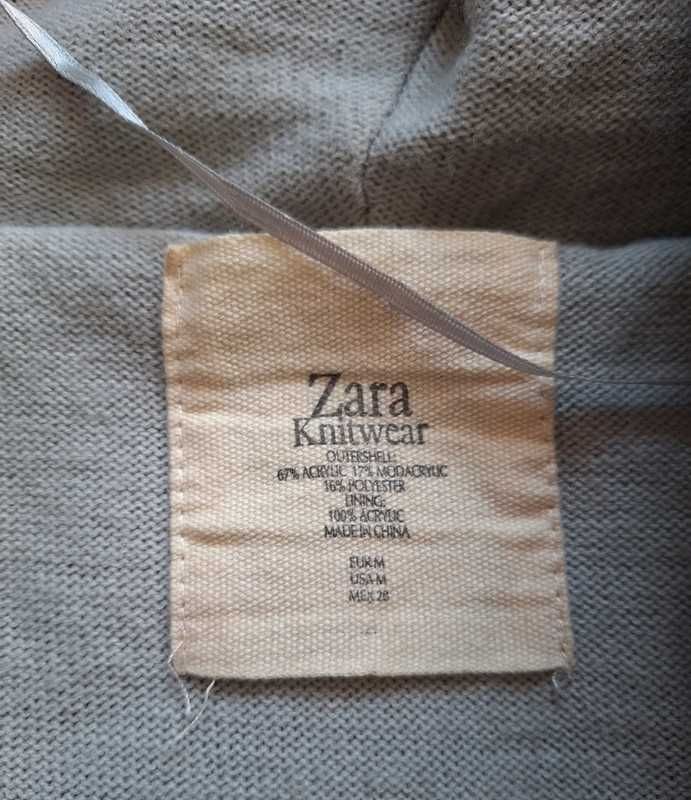 Zara
Knitwear
OUTERSHELL:
67% ACRYLIC 17% MODACRYLIC
16% POLYESTER
LINING:
100% ACRYLIC
MADE IN CHINA
EUR M
USA M
MEX 28